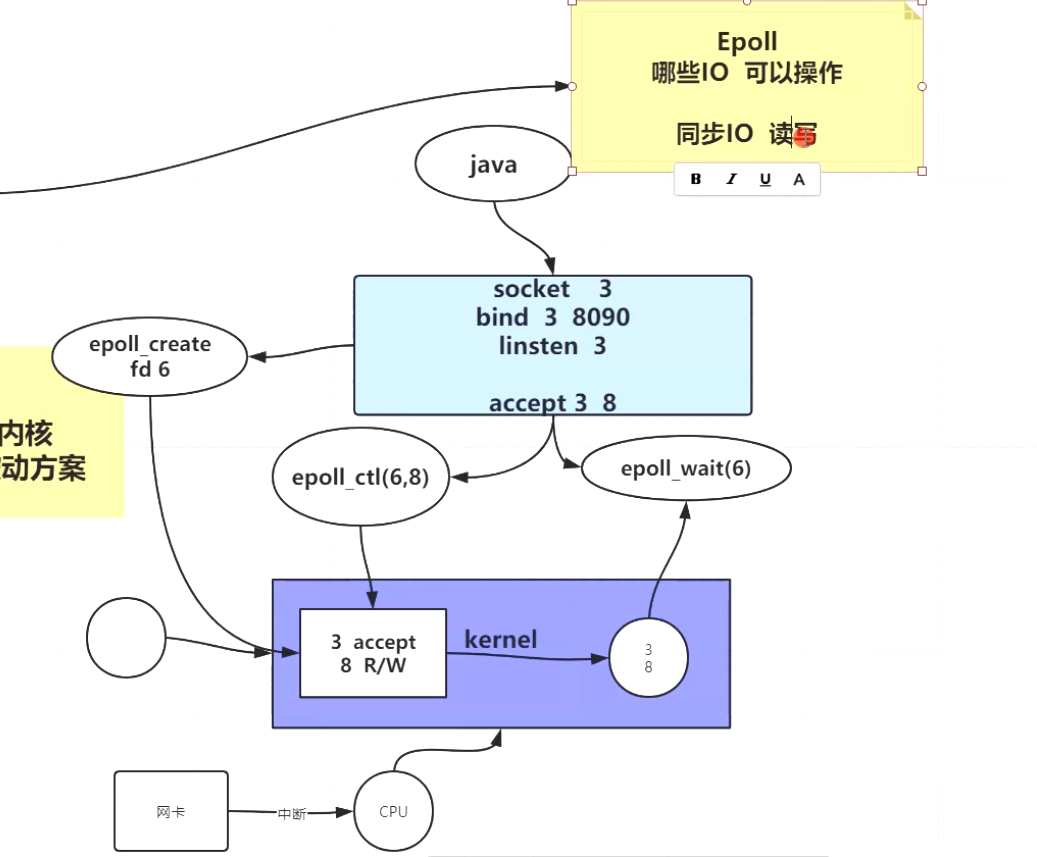 Epoll
哪些IO 可以操作
同步IO 读写
B I U A
java
socket 3
bind 3 8090
linsten 3
accept 3 8
epoll_create
fd 6
内核
动方案
epoll_ctl(6,8)
epoll_wait(6)
3 accept
8 R/W
kernel
3
8
网卡
中断
CPU